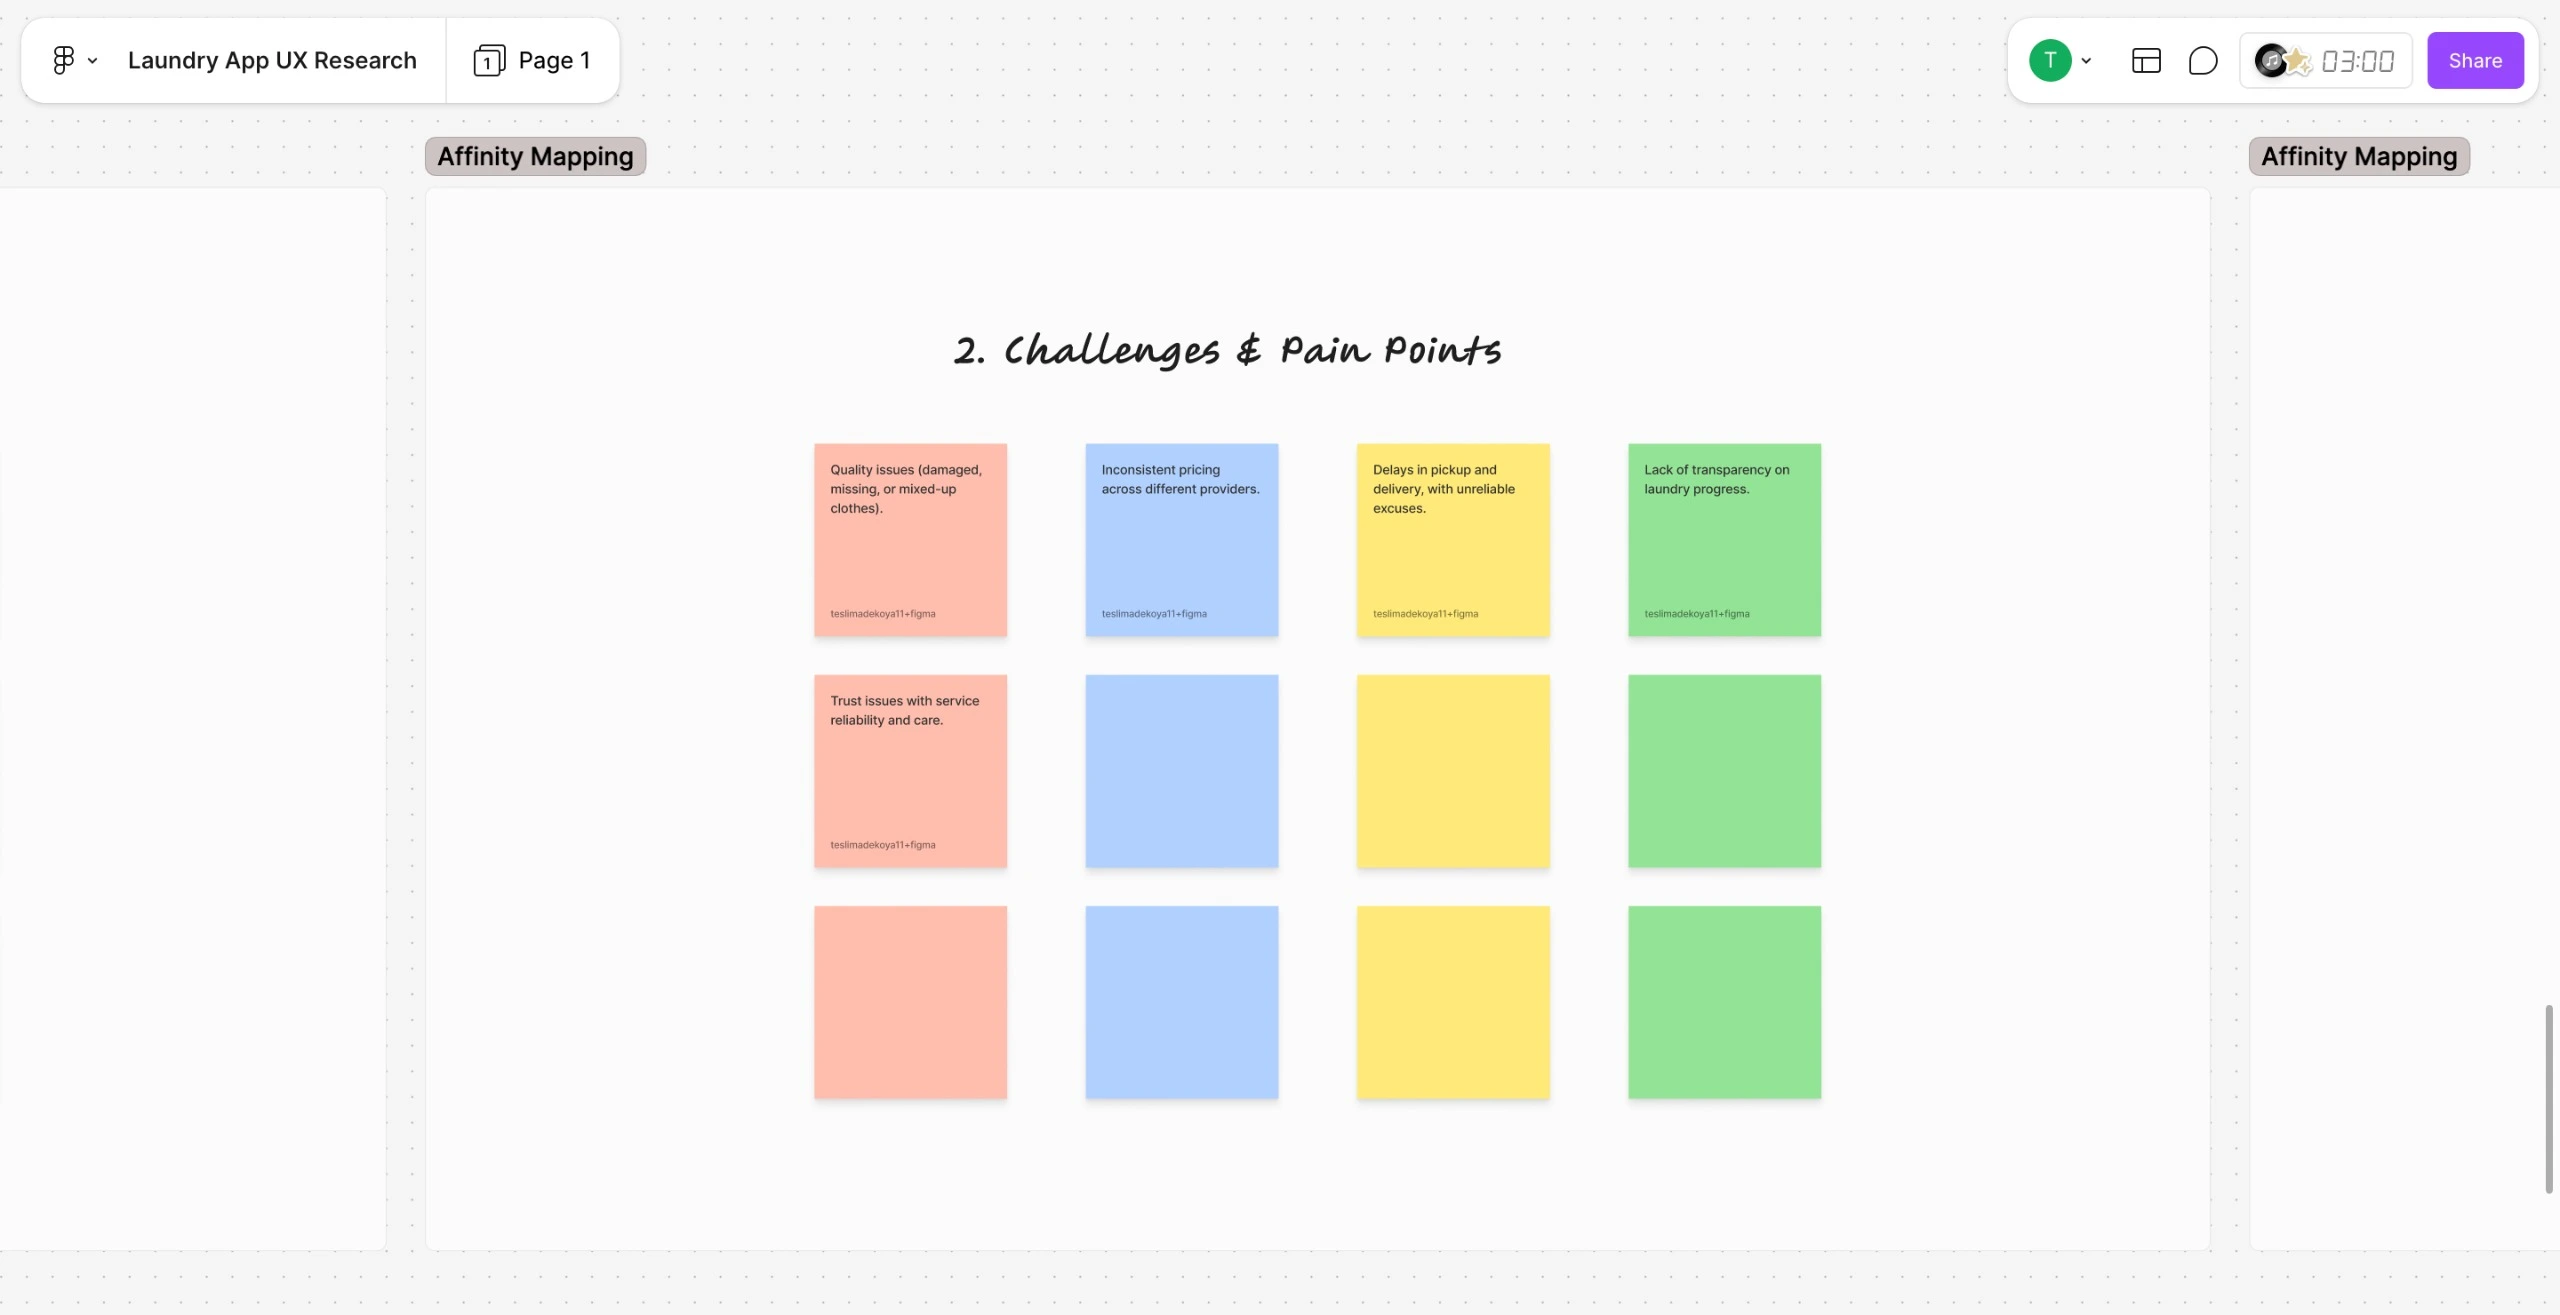 Laundry App UX Research
1
Page 1
T
03:00
Share
Affinity Mapping
Affinity Mapping
2. Challenges & Pain Points
Quality issues (damaged,
missing, or mixed-up
clothes).
teslimadekoya11+figma
Inconsistent pricing
across different providers.
teslimadekoya11+figma
Delays in pickup and
delivery, with unreliable
excuses.
teslimadekoya11+figma
Lack of transparency on
laundry progress.
teslimadekoya11+figma
Trust issues with service
reliability and care.
teslimadekoya11+figma